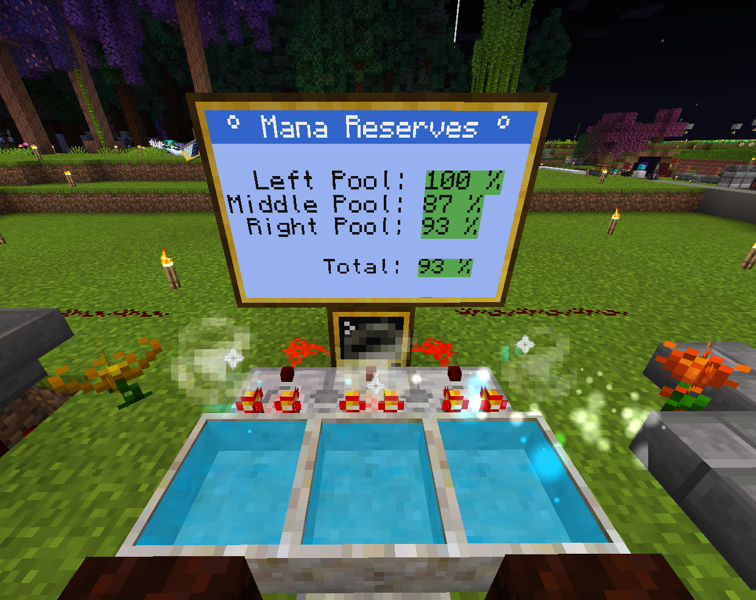 ° Mana Reserves °
Left Pool: 100 %
Middle Pool: 87 %
Right Pool: 93 %
Total: 93 %